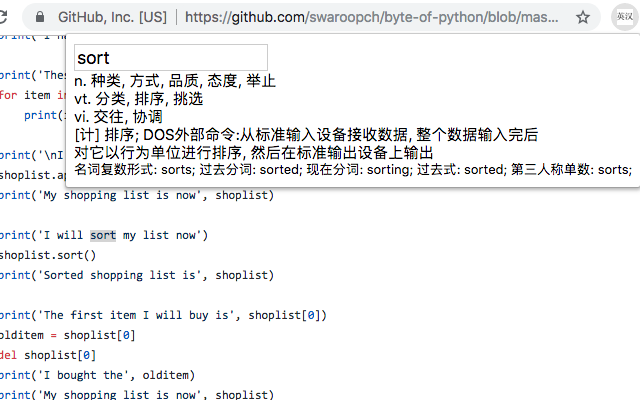 GitHub, Inc. [US] | https://github.com/swaroopch/byte-of-python/blob/mas...
英汉
print('I ha
sort
n. 种类, 方式, 品质, 态度, 举止
vt. 分类, 排序, 挑选
vi. 交往, 协调
[计] 排序; DOS外部命令:从标准输入设备接收数据, 整个数据输入完后
对它以行为单位进行排序, 然后在标准输出设备上输出
名词复数形式: sorts; 过去分词: sorted; 现在分词: sorting; 过去式: sorted; 第三人称单数: sorts;
print('Thes
for item in
print(i
print('\nI
shoplist.ap
print('My shopping list is now', shoplist)
print('I will sort my list now')
shoplist.sort()
print('Sorted shopping list is', shoplist)
print('The first item I will buy is', shoplist[0])
olditem = shoplist[0]
del shoplist[0]
print('I bought the', olditem)
print('My shopping list is now', shoplist)